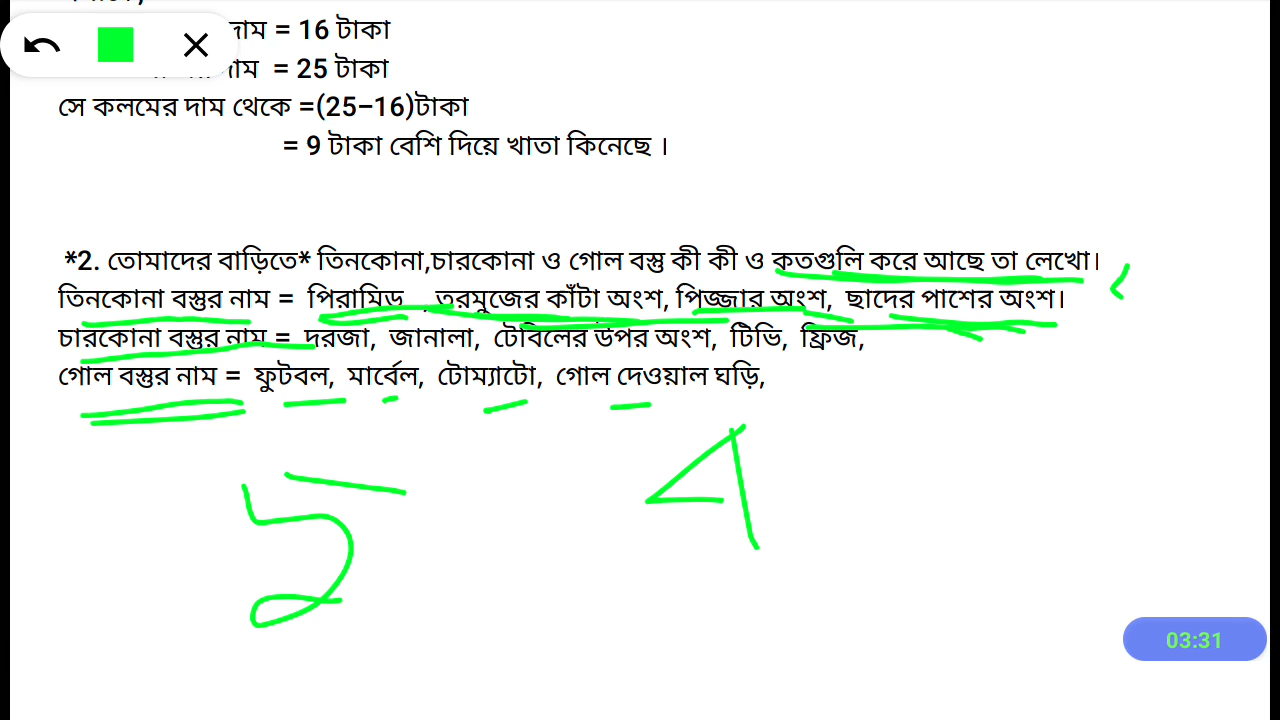 দাম = 16 টাকা
দাম = 25 টাকা
সে কলমের দাম থেকে =(25–16)টাকা
= 9 টাকা বেশি দিয়ে খাতা কিনেছে ।
*2. তোমাদের বাড়িতে* তিনকোনা,চারকোনা ও গোল বস্তু কী কী ও কতগুলি করে আছে তা লেখো।
তিনকোনা বস্তুর নাম = পিরামিড , তরমুজের কাঁটা অংশ, পিজ্জার অংশ, ছাদের পাশের অংশ।
চারকোনা বস্তুর নাম = দরজা, জানালা, টেবিলের উপর অংশ, টিভি, ফ্রিজ,
গোল বস্তুর নাম = ফুটবল, মার্বেল, টোম্যাটো, গোল দেওয়াল ঘড়ি,
5 4
03:31